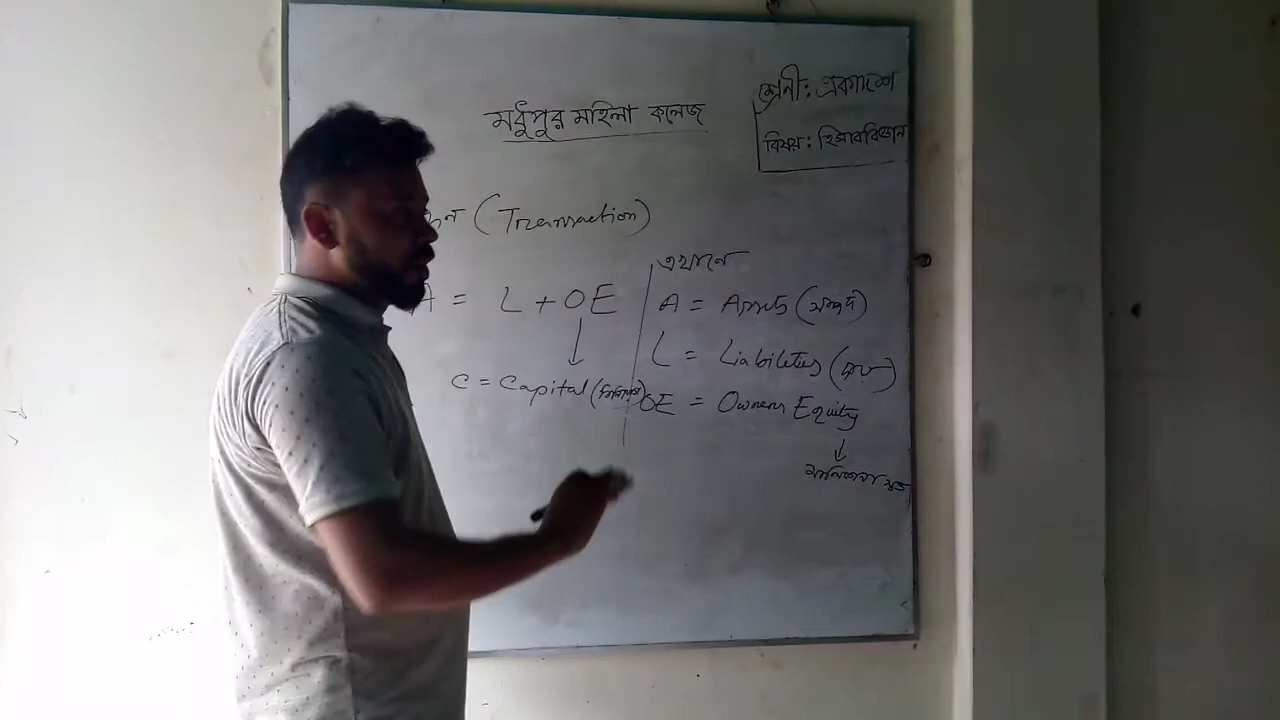 মধুপুর মহিলা কলেজ
শ্রেনী: একাদশ
বিষয়: হিসাববিজ্ঞান
(Transaction)
A = L + OE
C = Capital (বিনিয়োগ)
এখানে
A = Assets (সম্পদ)
L = Liabilities (দায়)
OE = Owners Equity
মালিকানা স্বত্ব